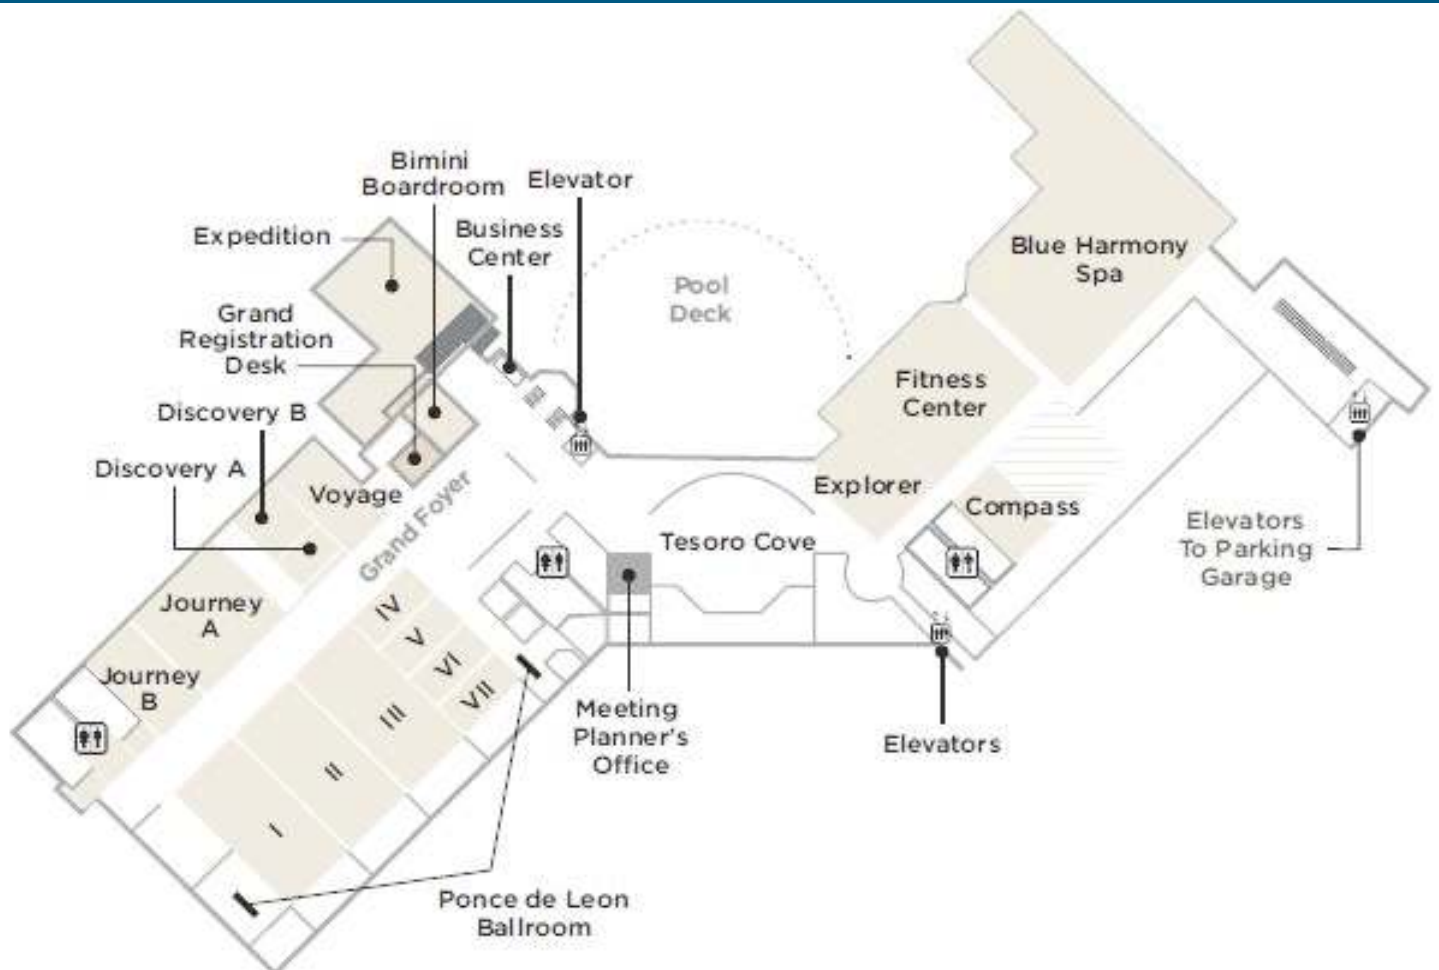 Bimini
Boardroom
Elevator
Expedition
Business
Center
Blue Harmony
Spa
Pool
Deck
Grand
Registration
Desk
Fitness
Center
Discovery B
Discovery A
Voyage
Explorer
Compass
Grand Foyer
Tesoro Cove
Elevators
To Parking
Garage
Journey
A
IV
V
VI
VII
Journey
B
III
II
I
Meeting
Planner's
Office
Elevators
Ponce de Leon
Ballroom